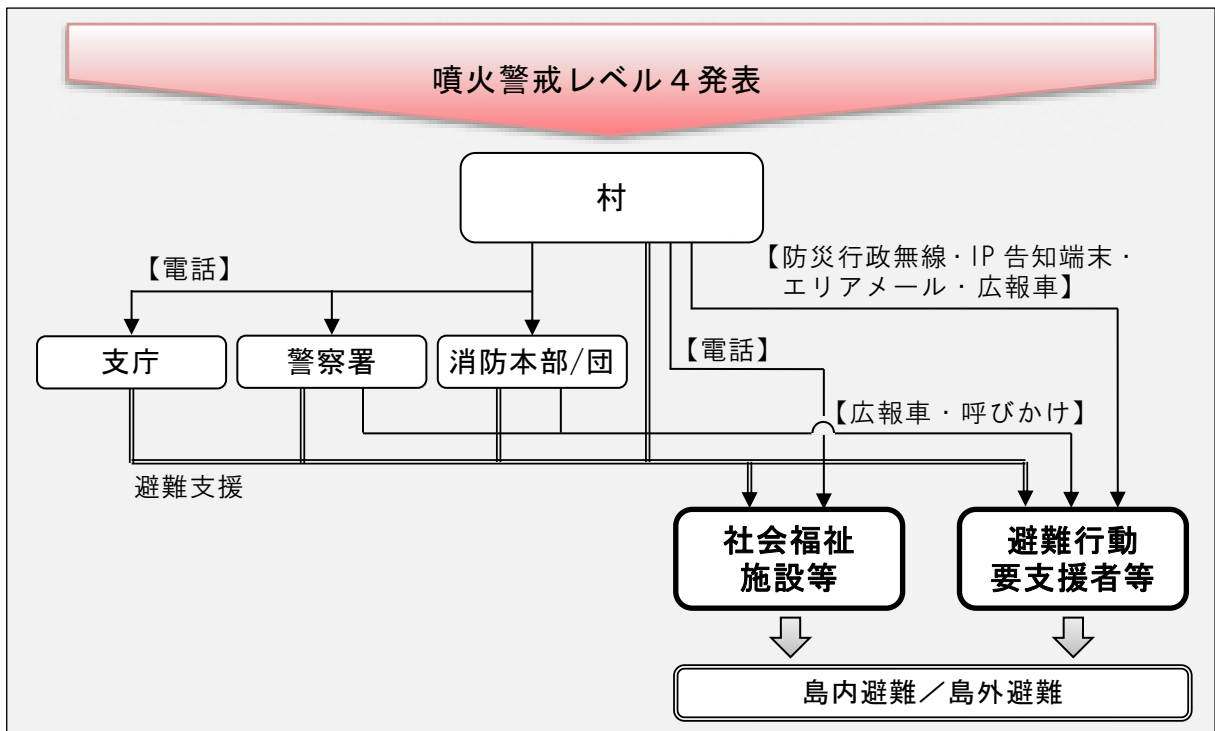 噴火警戒レベル４発表
村
【電話】
【防災行政無線・IP告知端末・
エリアメール・広報車】
支庁
警察署
消防本部/団
【電話】
【広報車・呼びかけ】
避難支援
社会福祉
施設等
避難行動
要支援者等
島内避難／島外避難